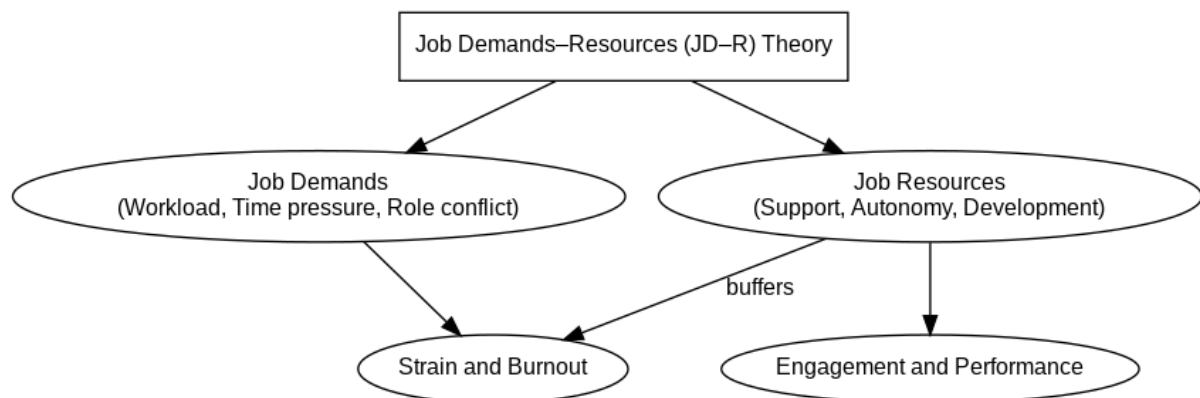 Job Demands–Resources (JD–R) Theory
Job Demands
(Workload, Time pressure, Role conflict)
Job Resources
(Support, Autonomy, Development)
buffers
Strain and Burnout
Engagement and Performance